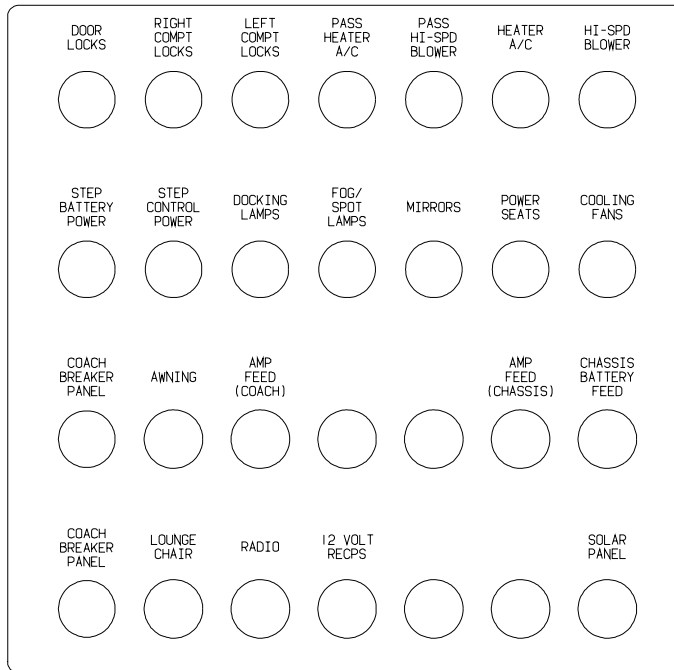 DOOR
LOCKS
RIGHT
COMPT
LOCKS
LEFT
COMPT
LOCKS
PASS
HEATER
A/C
PASS
HI-SPD
BLOWER
HEATER
A/C
HI-SPD
BLOWER
STEP
BATTERY
POWER
STEP
CONTROL
POWER
DOCKING
LAMPS
FOG/
SPOT
LAMPS
MIRRORS
POWER
SEATS
COOLING
FANS
COACH
BREAKER
PANEL
AWNING
AMP
FEED
(COACH)
AMP
FEED
(CHASSIS)
CHASSIS
BATTERY
FEED
COACH
BREAKER
PANEL
LOUNGE
CHAIR
RADIO
12 VOLT
RECPS
SOLAR
PANEL